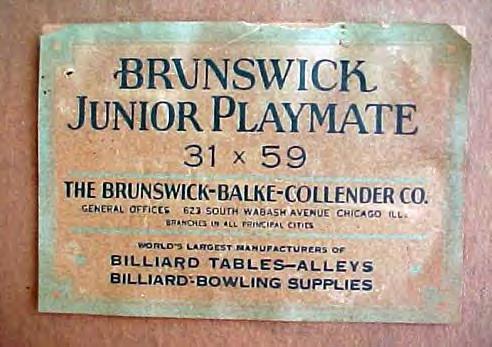 BRUNSWICK
JUNIOR PLAYMATE
31 x 59
THE BRUNSWICK-BALKE-COLLENDER CO.
GENERAL OFFICES 623 SOUTH WABASH AVENUE CHICAGO ILL.
BRANCHES IN ALL PRINCIPAL CITIES
WORLD'S LARGEST MANUFACTURERS OF
BILLIARD TABLES-ALLEYS
BILLIARD-BOWLING SUPPLIES